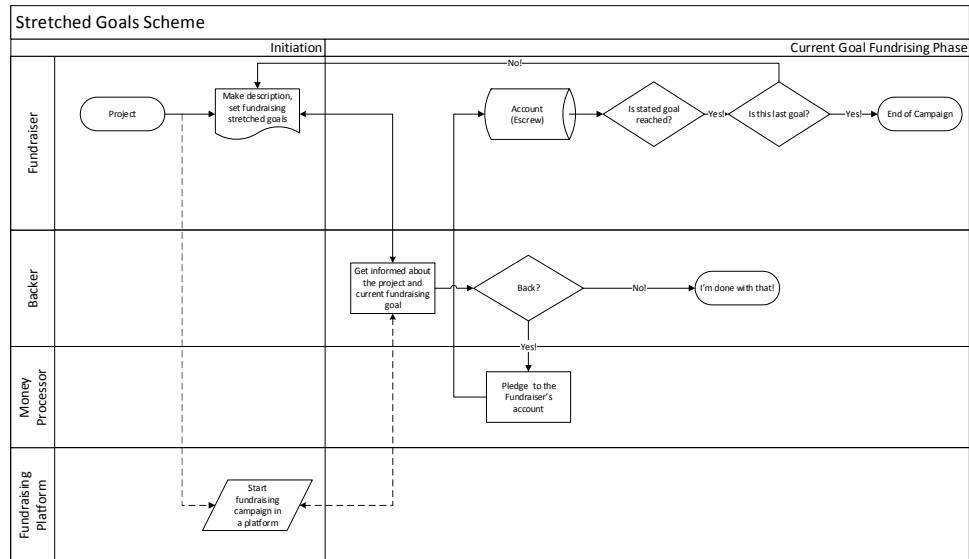 Stretched Goals Scheme
Initiation
Current Goal Fundrising Phase
Fundraiser
Project
Make description,
set fundraising
stretched goals
No!
Account
(Escrew)
Is stated goal
reached?
Yes!
Is this last goal?
Yes!
End of Campaign
Backer
Get informed about
the project and
current fundraising
goal
Back?
No!
I'm done with that!
Yes!
Money
Processor
Pledge to the
Fundraiser's
account
Fundraising
Platform
Start
fundraising
campaign in
a platform